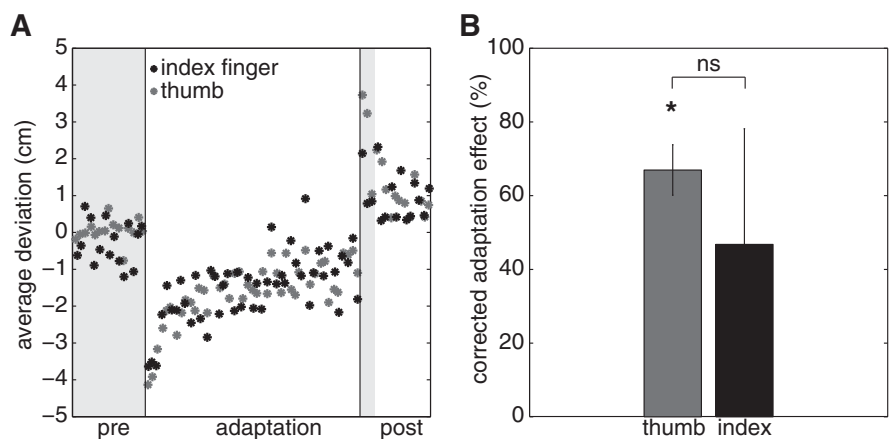 A
average deviation (cm)
5
4
3
2
1
0
−1
−2
−3
−4
−5
index finger
thumb
pre adaptation post
B
corrected adaptation effect (%)
100
80
60
40
20
0
ns
*
thumb index